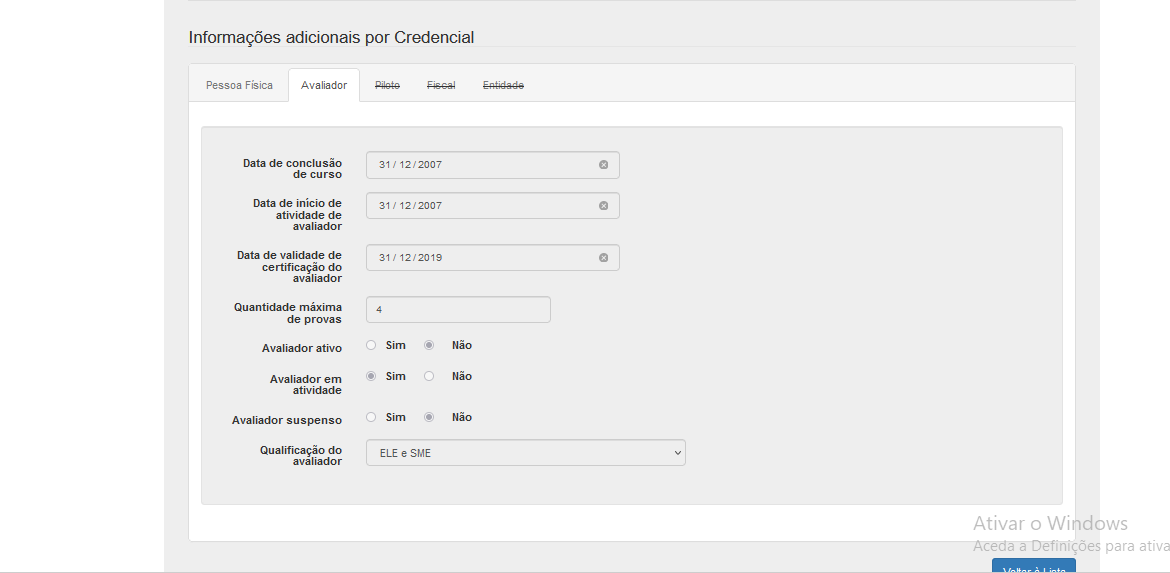 Informações adicionais por Credencial
Pessoa Física
Avaliador
Piloto
Fiscal
Entidade
Data de conclusão
de curso
31 / 12 / 2007
Data de início de
atividade de
avaliador
31 / 12 / 2007
Data de validade de
certificação do
avaliador
31 / 12 / 2019
Quantidade máxima
de provas
4
Avaliador ativo
Sim
Não
Avaliador em
atividade
Sim
Não
Avaliador suspenso
Sim
Não
Qualificação do
avaliador
ELE e SME
Ativar o Windows
Aceda a Definições para ativa
Voltar à Lista